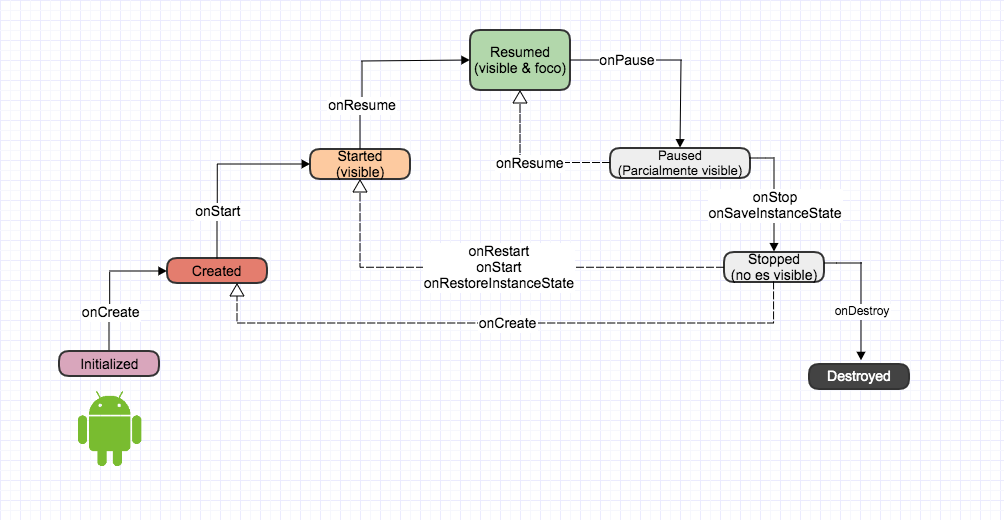 Resumed
(visible & foco)
onPause
onResume
Started
(visible)
onResume
Paused
(Parcialmente visible)
onStop
onSaveInstanceState
onStart
onRestart
onStart
onRestoreInstanceState
Stopped
(no es visible)
Created
onCreate
onCreate
onDestroy
Initialized
Destroyed